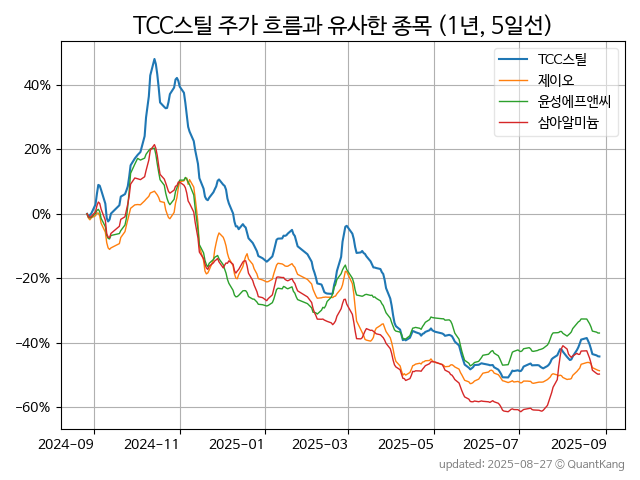 TCC스틸 주가 흐름과 유사한 종목 (1년, 5일선)
TCC스틸
제이오
윤성에프앤씨
삼아알미늄
40%
20%
0%
−20%
−40%
−60%
2024-09 2024-11 2025-01 2025-03 2025-05 2025-07 2025-09
updated: 2025-08-27 © QuantKang